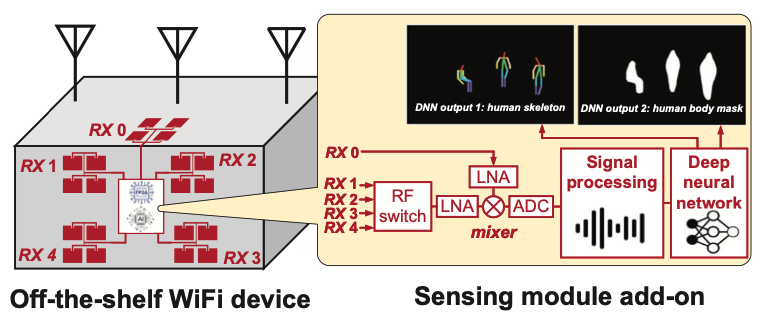 DNN output 1: human skeleton
DNN output 2: human body mask
RX 0
RX 1
RX 2
RX 4
RX 3
FPGA
AI
RX 0
RX 1
RX 2
RX 3
RX 4
RF
switch
LNA
LNA
mixer
ADC
Signal
processing
Deep
neural
network
Off-the-shelf WiFi device
Sensing module add-on